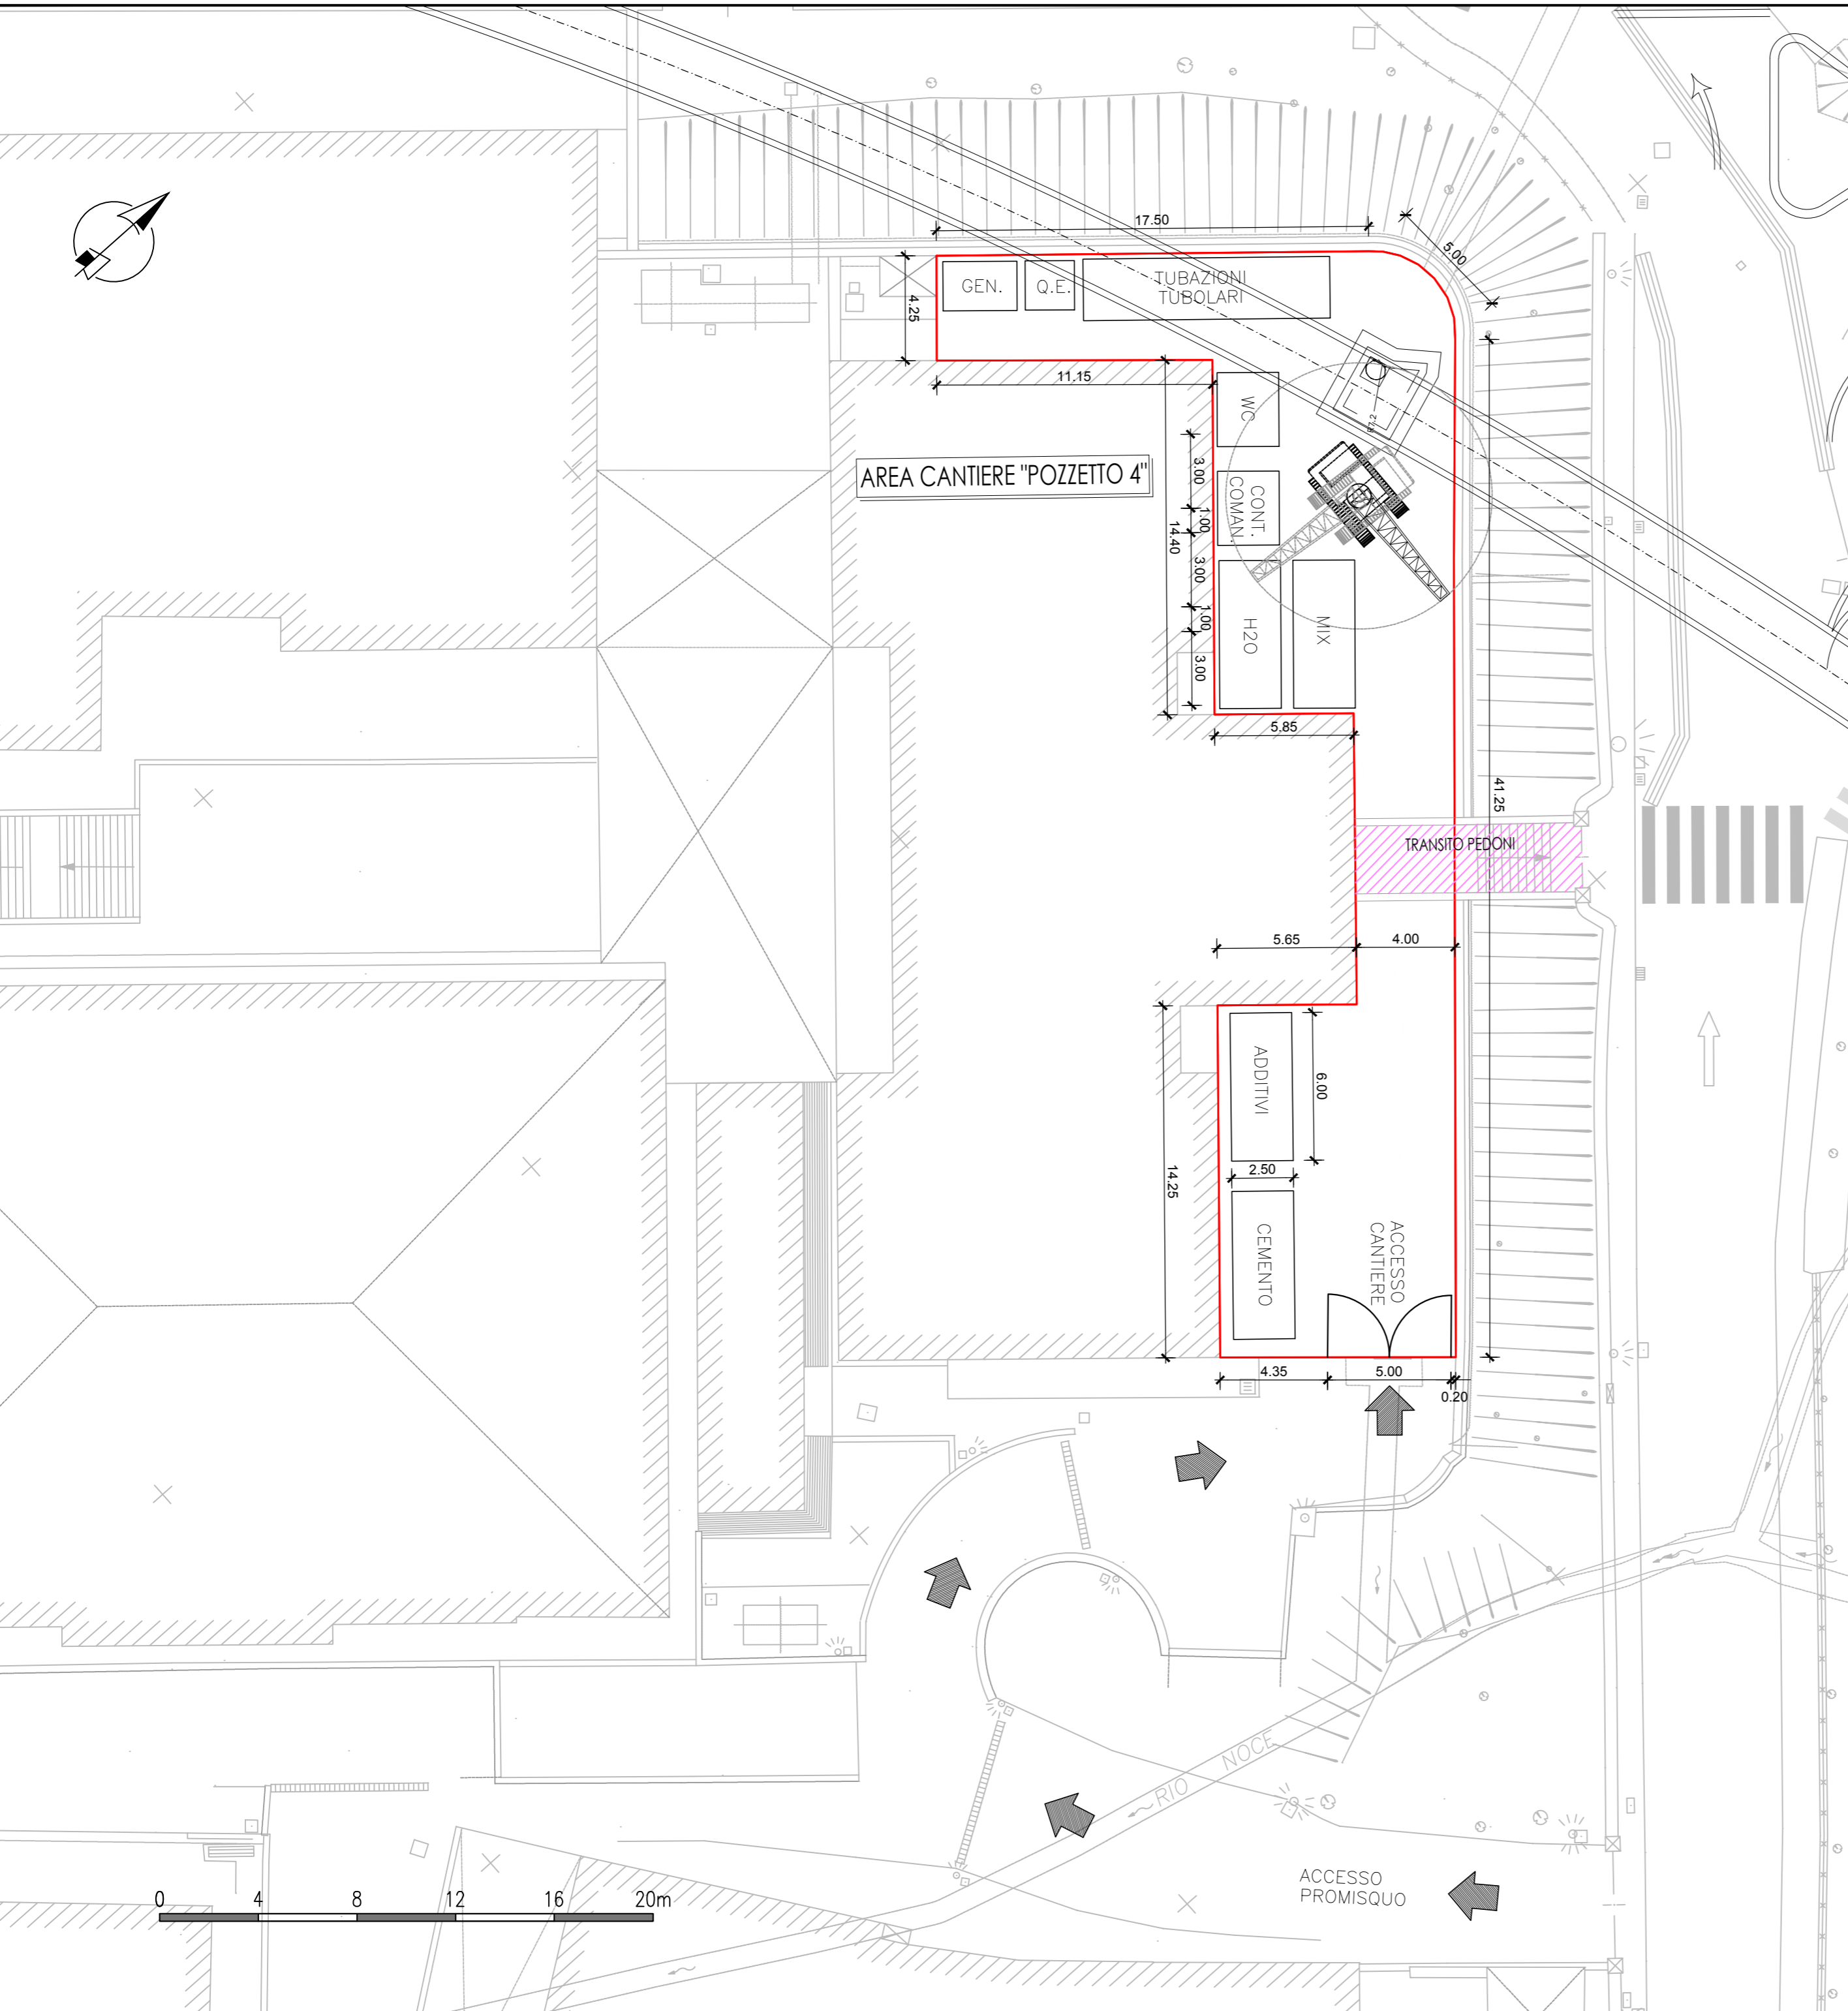 17.50
5.00
GEN.
Q.E.
TUBAZIONI
TUBOLARI
4.25
11.15
WC
R7.2
AREA CANTIERE "POZZETTO 4"
3.00
CONT.
COMAN.
1.00
14.40
3.00
1.00
H2O
MIX
3.00
5.85
41.25
TRANSITO PEDONI
5.65
4.00
ADDITIVI
6.00
2.50
14.25
CEMENTO
ACCESSO
CANTIERE
4.35
5.00
0.20
RIO NOCE
ACCESSO
PROMISQUO
0 4 8 12 16 20m